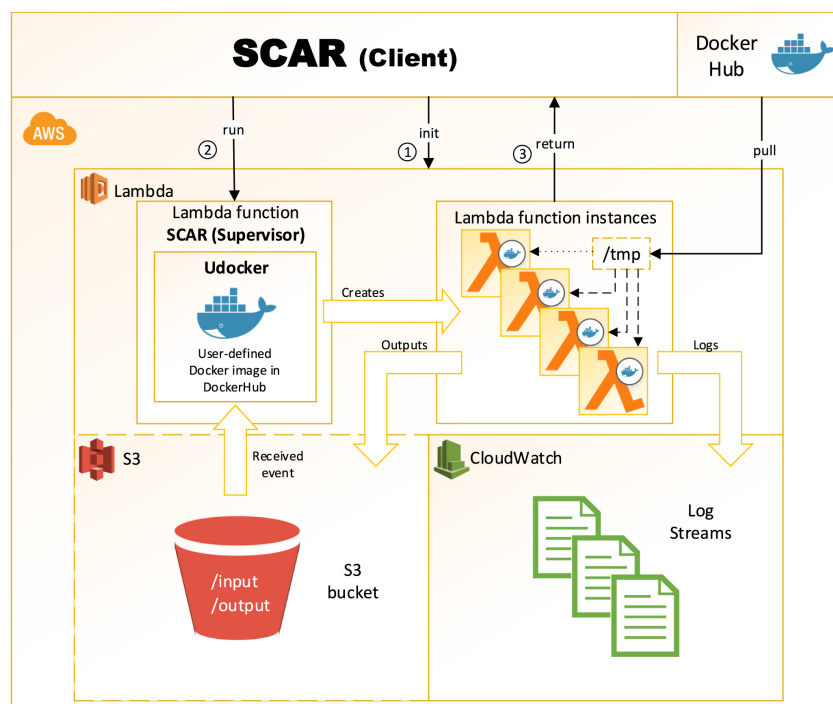 SCAR (Client)
Docker
Hub
AWS
run
②
init
①
return
③
pull
Lambda
Lambda function
SCAR (Supervisor)
Udocker
User-defined
Docker image in
DockerHub
Lambda function instances
/tmp
Creates
Outputs
Logs
S3
Received
event
CloudWatch
/input
/output
S3
bucket
Log
Streams